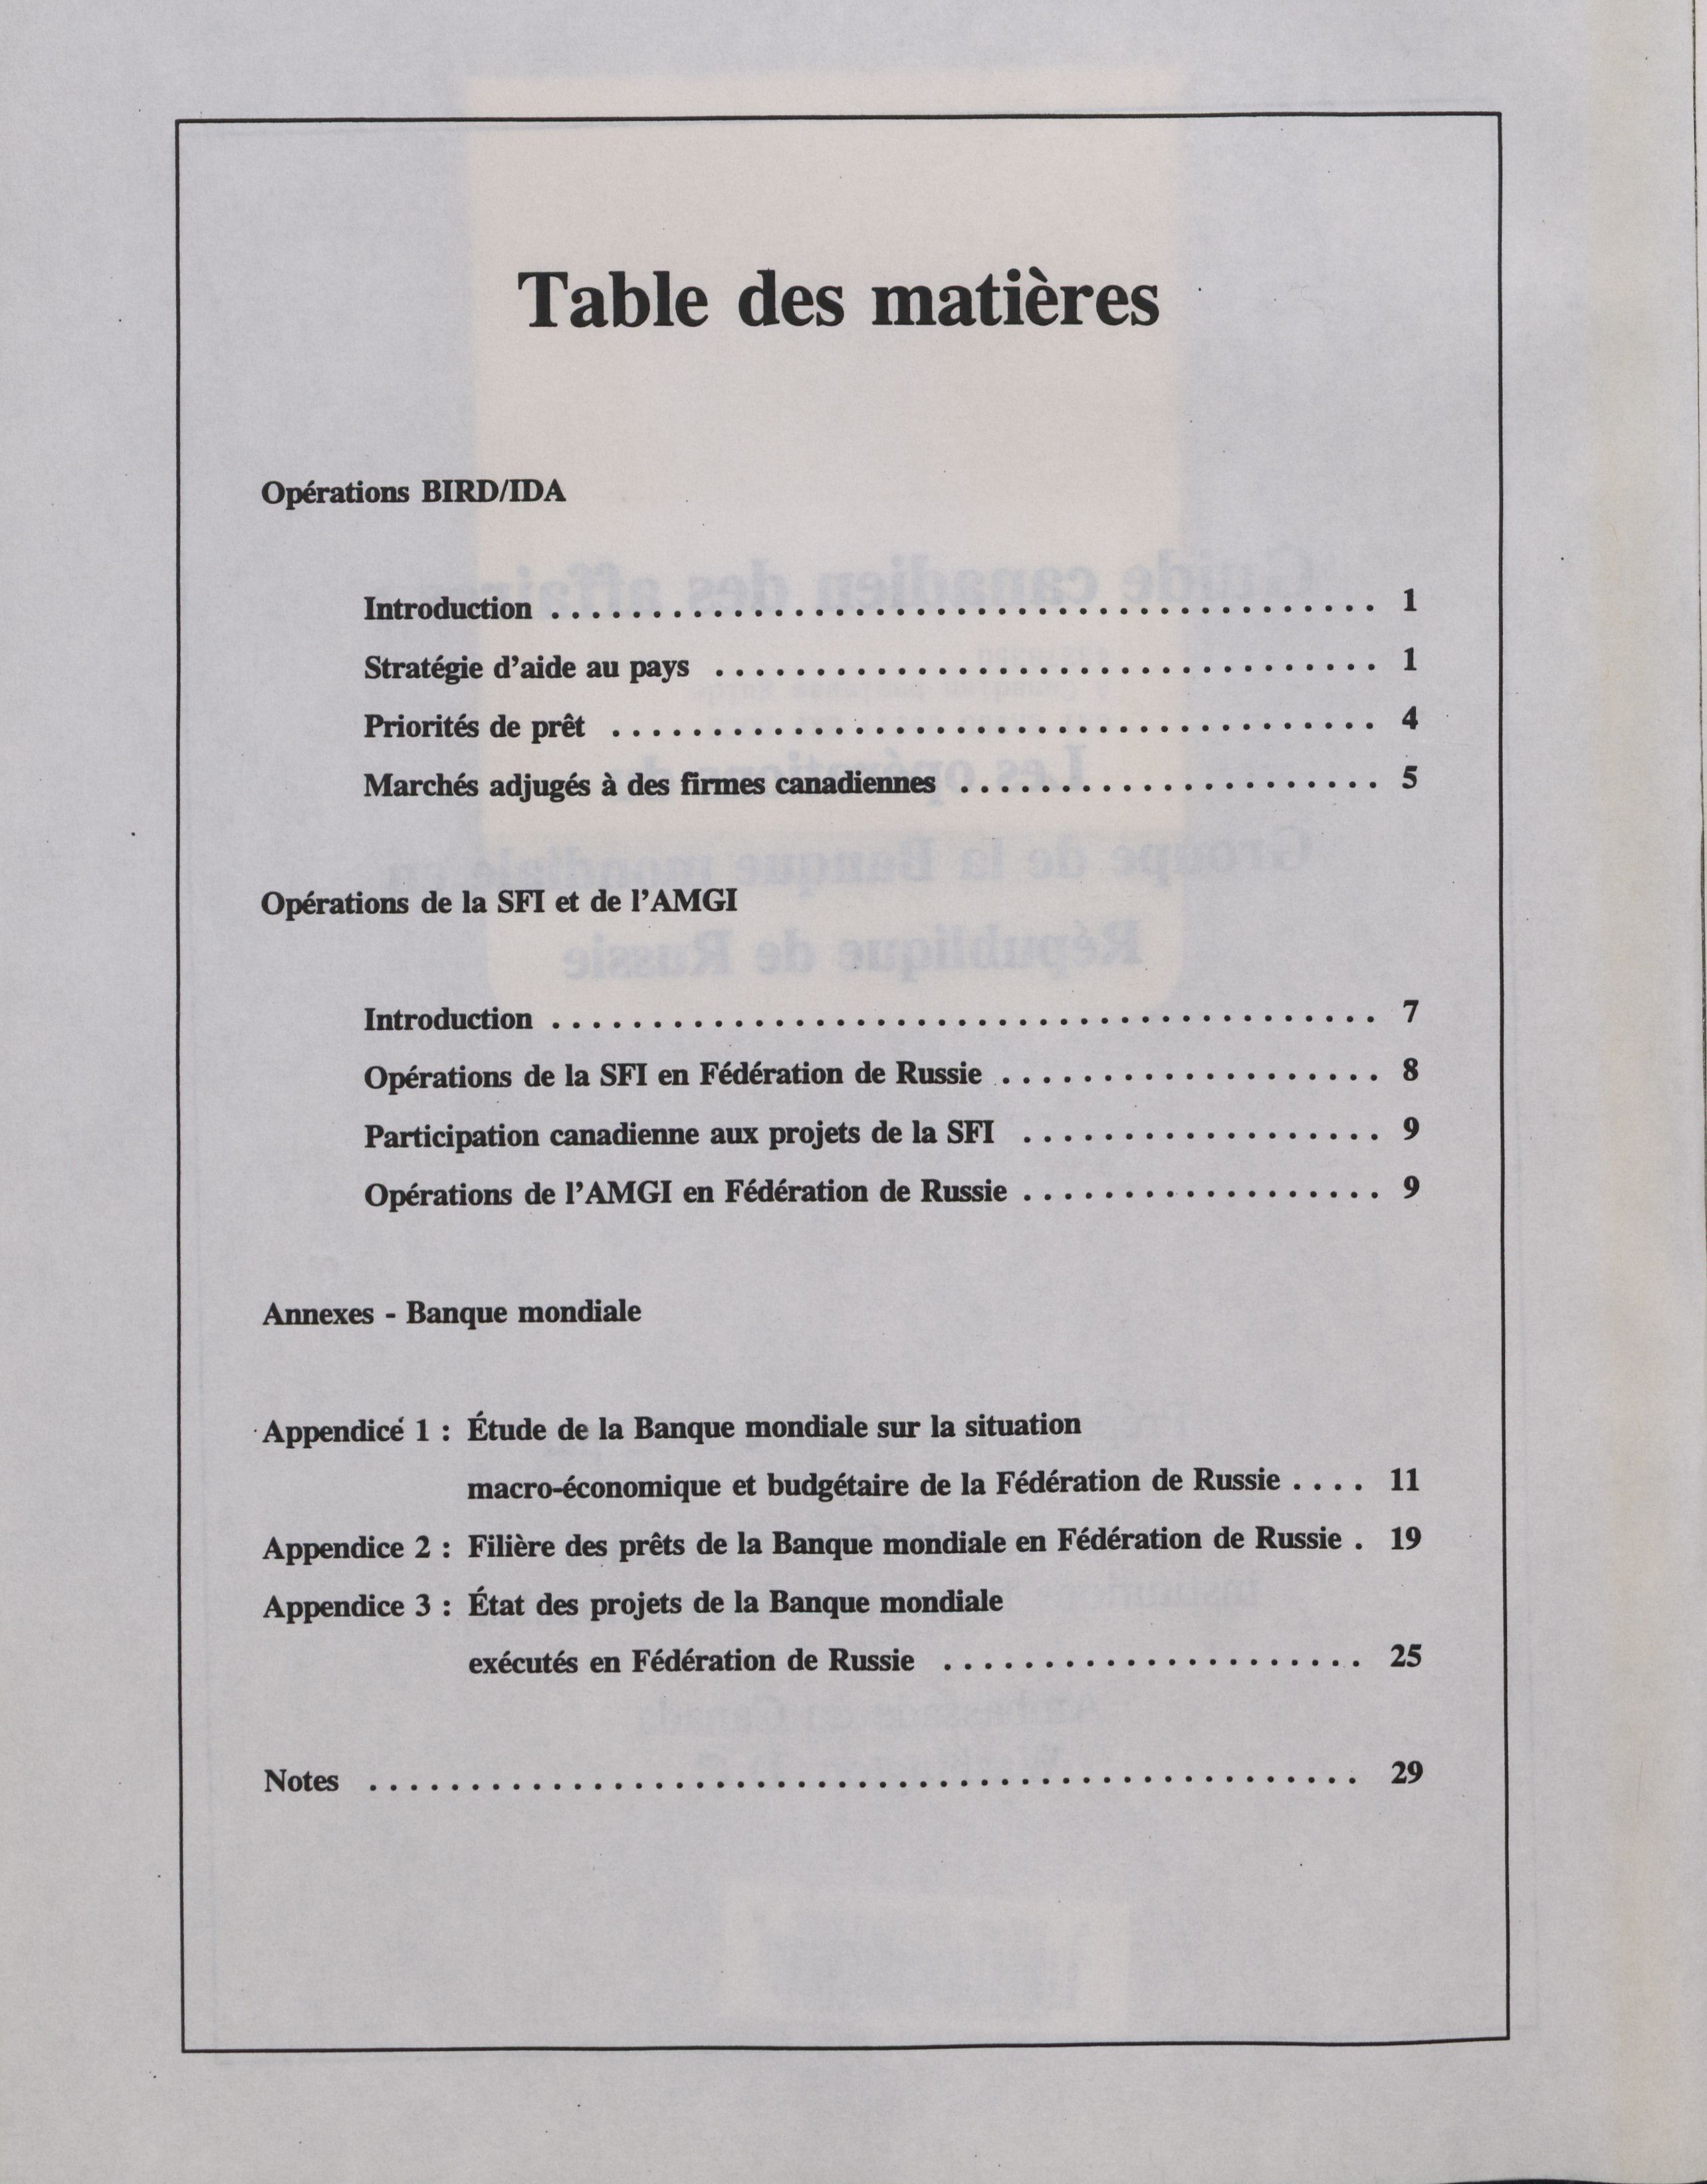 Table des matières
Opérations BIRD/IDA
Introduction ......................................... 1
Stratégie d'aide au pays ................................. 1
Priorités de prêt ...................................... 4
Marchés adjugés à des firmes canadiennes ..................... 5
Opérations de la SFI et de l'AMGI
Introduction ......................................... 7
Opérations de la SFI en Fédération de Russie ................... 8
Participation canadienne aux projets de la SFI .................. 9
Opérations de l'AMGI en Fédération de Russie .................. 9
Annexes - Banque mondiale
Appendice 1 : Étude de la Banque mondiale sur la situation
macro-économique et budgétaire de la Fédération de Russie .... 11
Appendice 2 : Filière des prêts de la Banque mondiale en Fédération de Russie . 19
Appendice 3 : État des projets de la Banque mondiale
exécutés en Fédération de Russie ..................... 25
Notes ................................................. 29